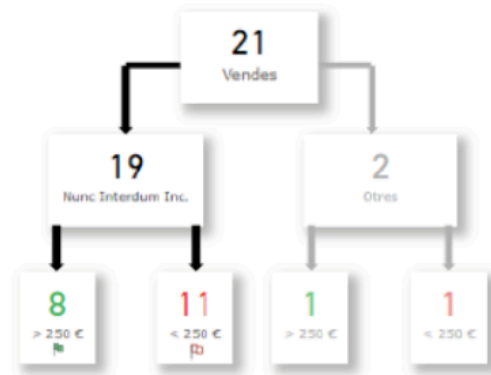 21
Vendes
19
Nunc Interdum Inc.
2
Otres
8
> 250 €
11
< 250 €
1
> 250 €
1
< 250 €